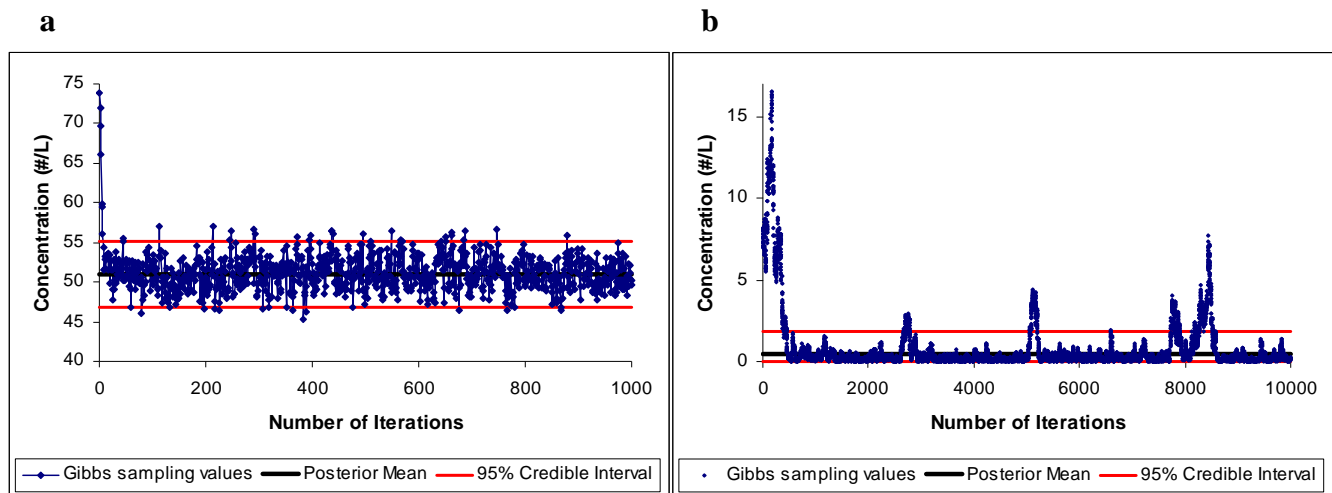 a
75
70
65
60
55
50
45
40
Concentration (#/L)
0 200 400 600 800 1000
Number of Iterations
Gibbs sampling values Posterior Mean 95% Credible Interval
b
15
10
5
0
Concentration (#/L)
0 2000 4000 6000 8000 10000
Number of Iterations
Gibbs sampling values Posterior Mean 95% Credible Interval